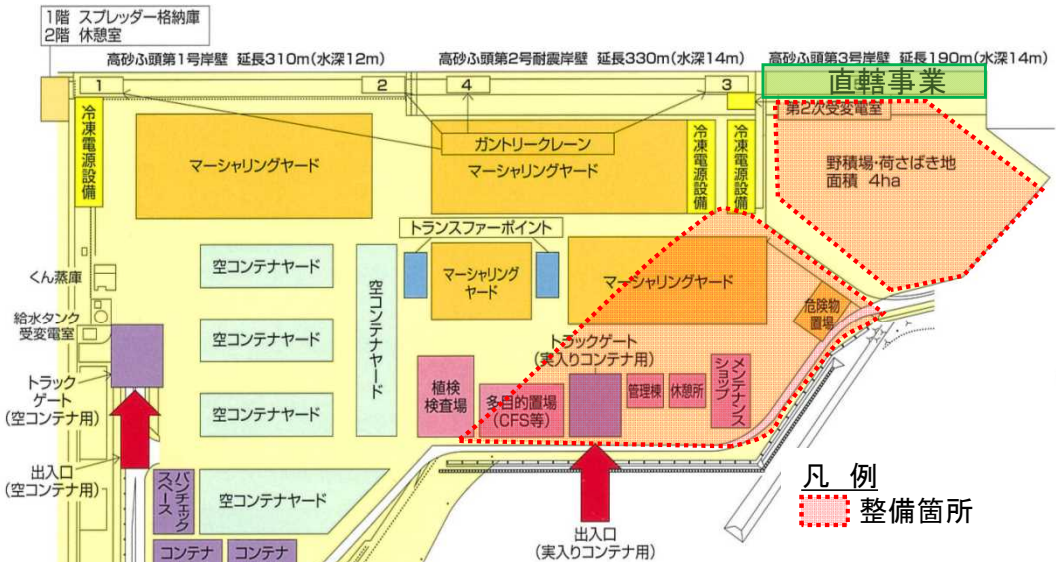 1階 スプレッダー格納庫
2階 休憩室
高砂ふ頭第1号岸壁 延長310m(水深12m)
高砂ふ頭第2号耐震岸壁 延長330m(水深14m)
高砂ふ頭第3号岸壁 延長190m(水深14m)
1
2
4
3
直轄事業
第2次受変電室
冷凍電源設備
マーシャリングヤード
ガントリークレーン
マーシャリングヤード
冷凍電源設備
冷凍電源設備
野積場・荷さばき地
面積 4ha
トランスファーポイント
空コンテナヤード
空コンテナヤード
マーシャリング
ヤード
マーシャリングヤード
くん蒸庫
危険物
置場
給水タンク
受変電室
空コンテナヤード
トラックゲート
(実入りコンテナ用)
トラック
ゲート
(空コンテナ用)
植検
検査場
多目的置場
(CFS等)
管理棟
休憩所
メンテナンス
ショップ
空コンテナヤード
出入口
(空コンテナ用)
バンチェック
スペース
空コンテナヤード
凡 例
整備箇所
出入口
(実入りコンテナ用)
コンテナ
コンテナ